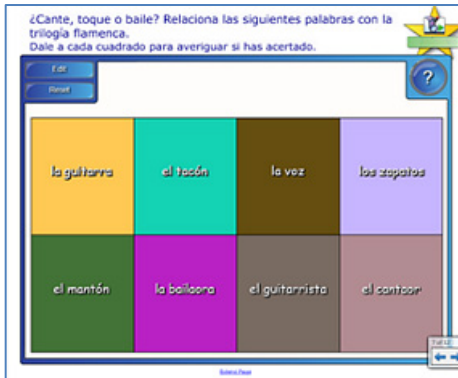 ¿Cante, toque o baile? Relaciona las siguientes palabras con la
trilogía flamenca.
Dale a cada cuadrado para averiguar si has acertado.
Edit
?
Reset
la guitarra
el tacón
la voz
los zapatos
el mantón
la bailaora
el guitarrista
el cantaor